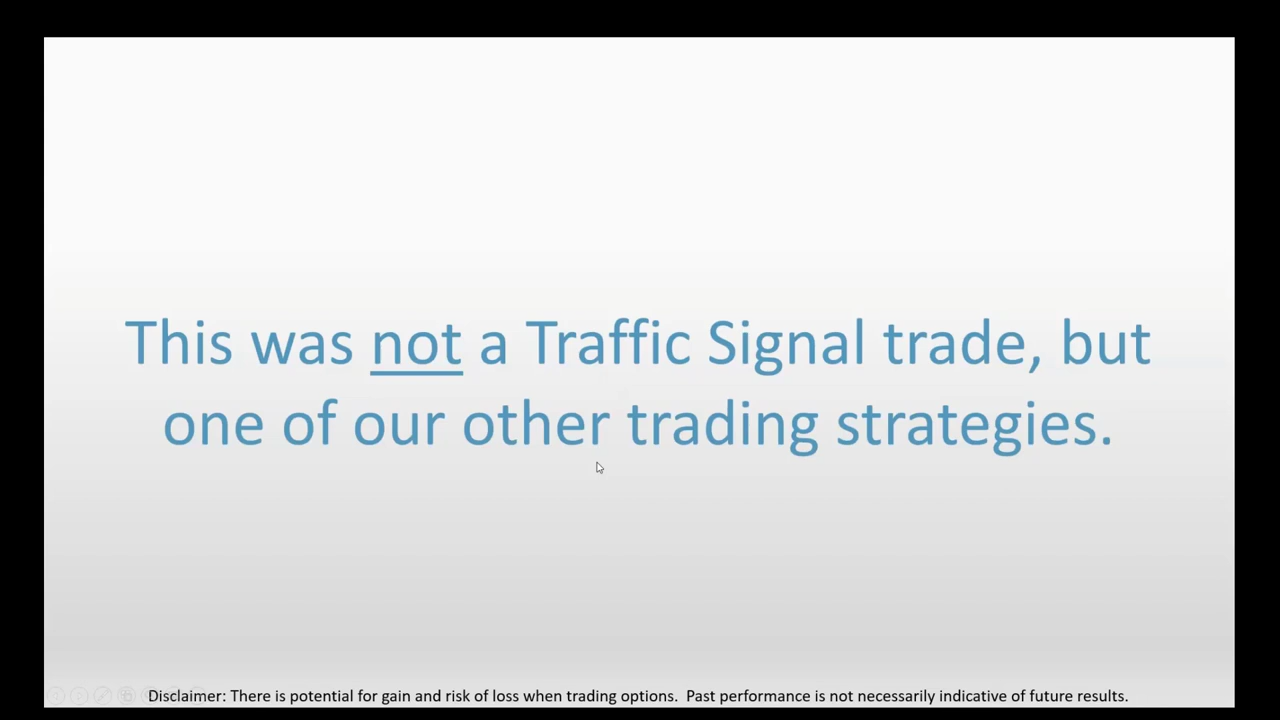 This was not a Traffic Signal trade, but
one of our other trading strategies.
Disclaimer: There is potential for gain and risk of loss when trading options.  Past performance is not necessarily indicative of future results.